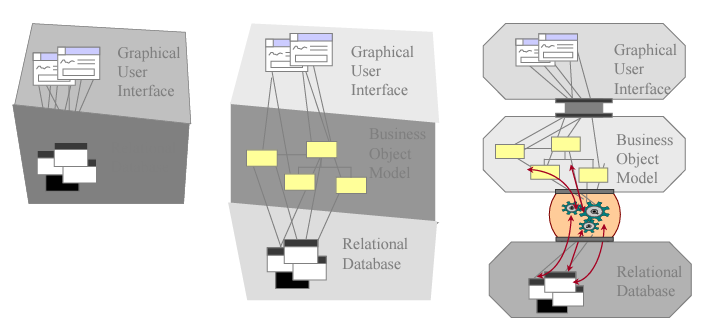 Graphical
User
Interface
Graphical
User
Interface
Business
Object
Model
Relational
Database
Graphical
User
Interface
Business
Object
Model
Relational
Database